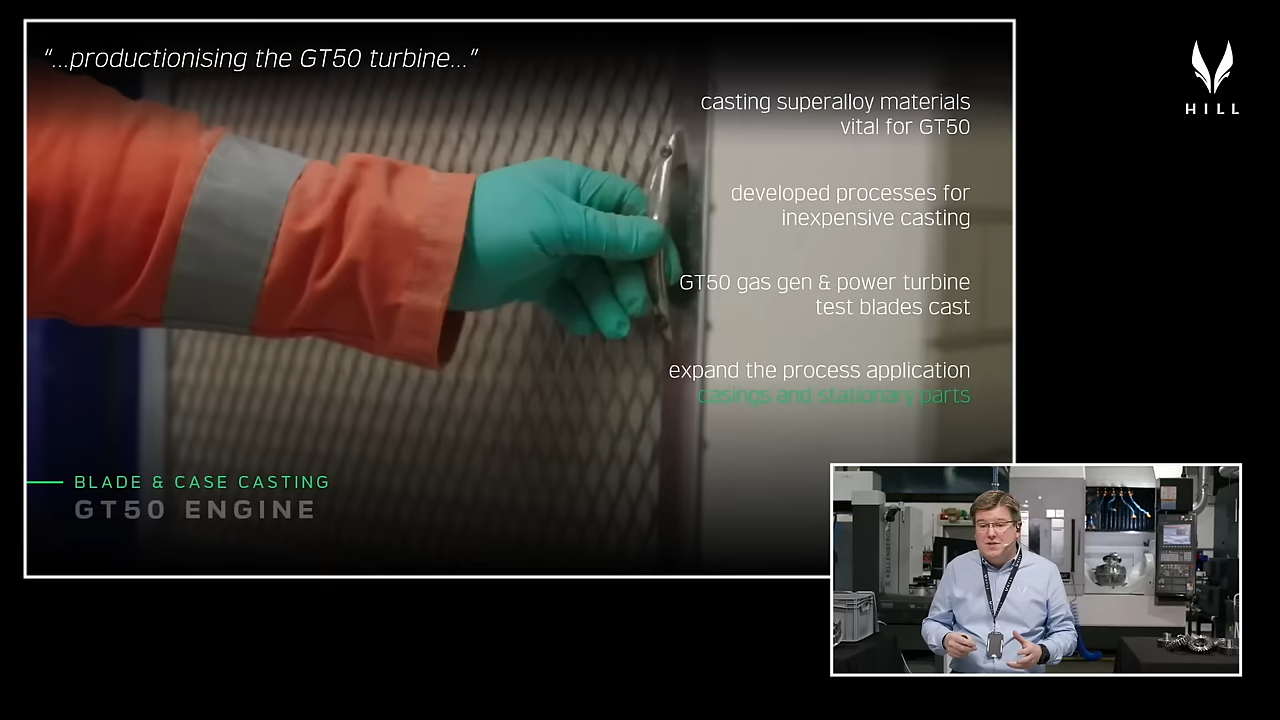 “...productionising the GT50 turbine...”
HILL
casting superalloy materials
vital for GT50
developed processes for
inexpensive casting
GT50 gas gen & power turbine
test blades cast
expand the process application
casings and stationary parts
BLADE & CASE CASTING
GT50 ENGINE
KELLENBERGER